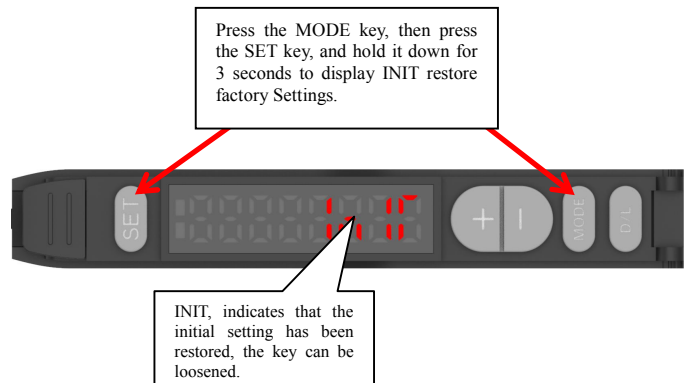 Press the MODE key, then press
the SET key, and hold it down for
3 seconds to display INIT restore
factory Settings.
SET
+
-
MODE
D\L
INIT, indicates that the
initial setting has been
restored, the key can be
loosened.